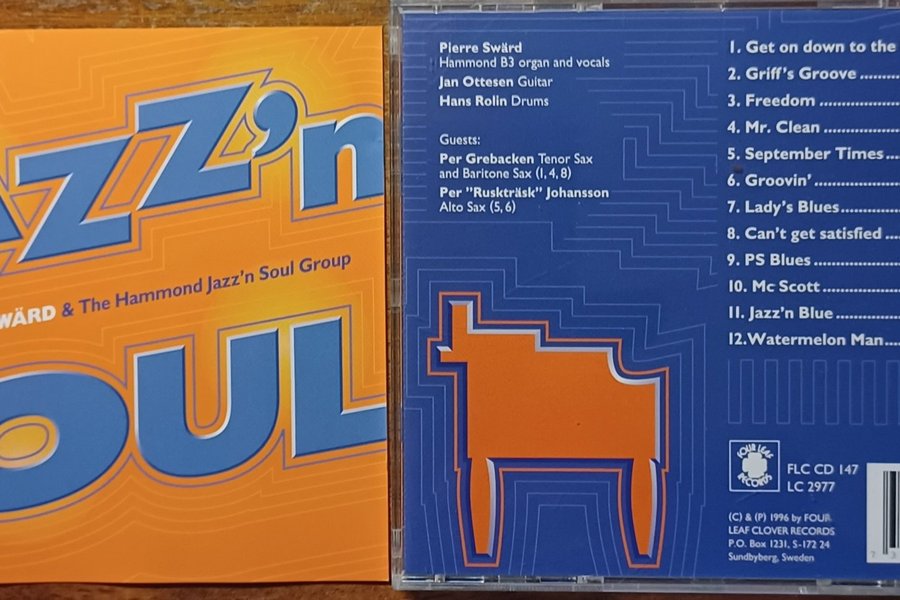 AZZ'n
WÄRD & The Hammond Jazz'n Soul Group
OUL
Pierre Swärd
Hammond B3 organ and vocals
Jan Ottesen Guitar
Hans Rolin Drums
Guests:
Per Grebacken Tenor Sax
and Baritone Sax (1, 4, 8)
Per "Ruskträsk" Johansson
Alto Sax (5, 6)
1. Get on down to the
2. Griff's Groove ........
3. Freedom ................
4. Mr. Clean ...............
5. September Times...
6. Groovin' .................
7. Lady's Blues............
8. Can't get satisfied ...
9. PS Blues .................
10. Mc Scott ...............
11. Jazz'n Blue ............
12.Watermelon Man....
FOUR LEAF
RECORDS
FLC CD 147
LC 2977
(C) & (P) 1996 by FOUR
LEAF CLOVER RECORDS
P.O. Box 1231, S-172 24
Sundbyberg, Sweden